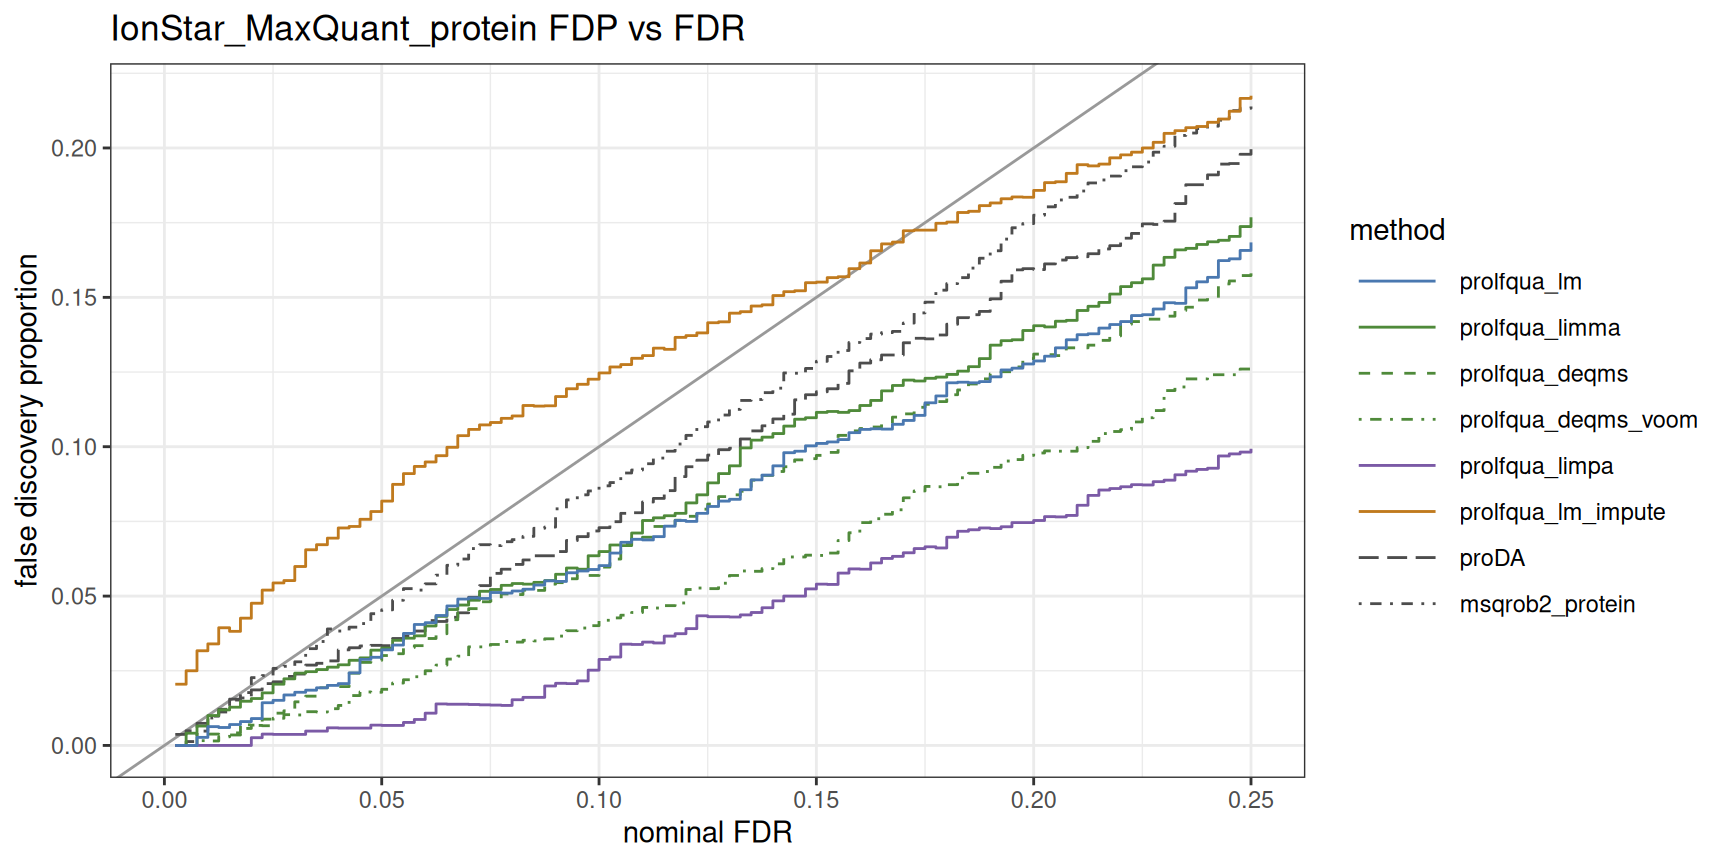 IonStar_MaxQuant_protein FDP vs FDR
false discovery proportion
0.20
0.15
0.10
0.05
0.00
0.00 0.05 0.10 0.15 0.20 0.25
nominal FDR
method
prolfqua_lm
prolfqua_limma
prolfqua_deqms
prolfqua_deqms_voom
prolfqua_limpa
prolfqua_lm_impute
proDA
msqrob2_protein